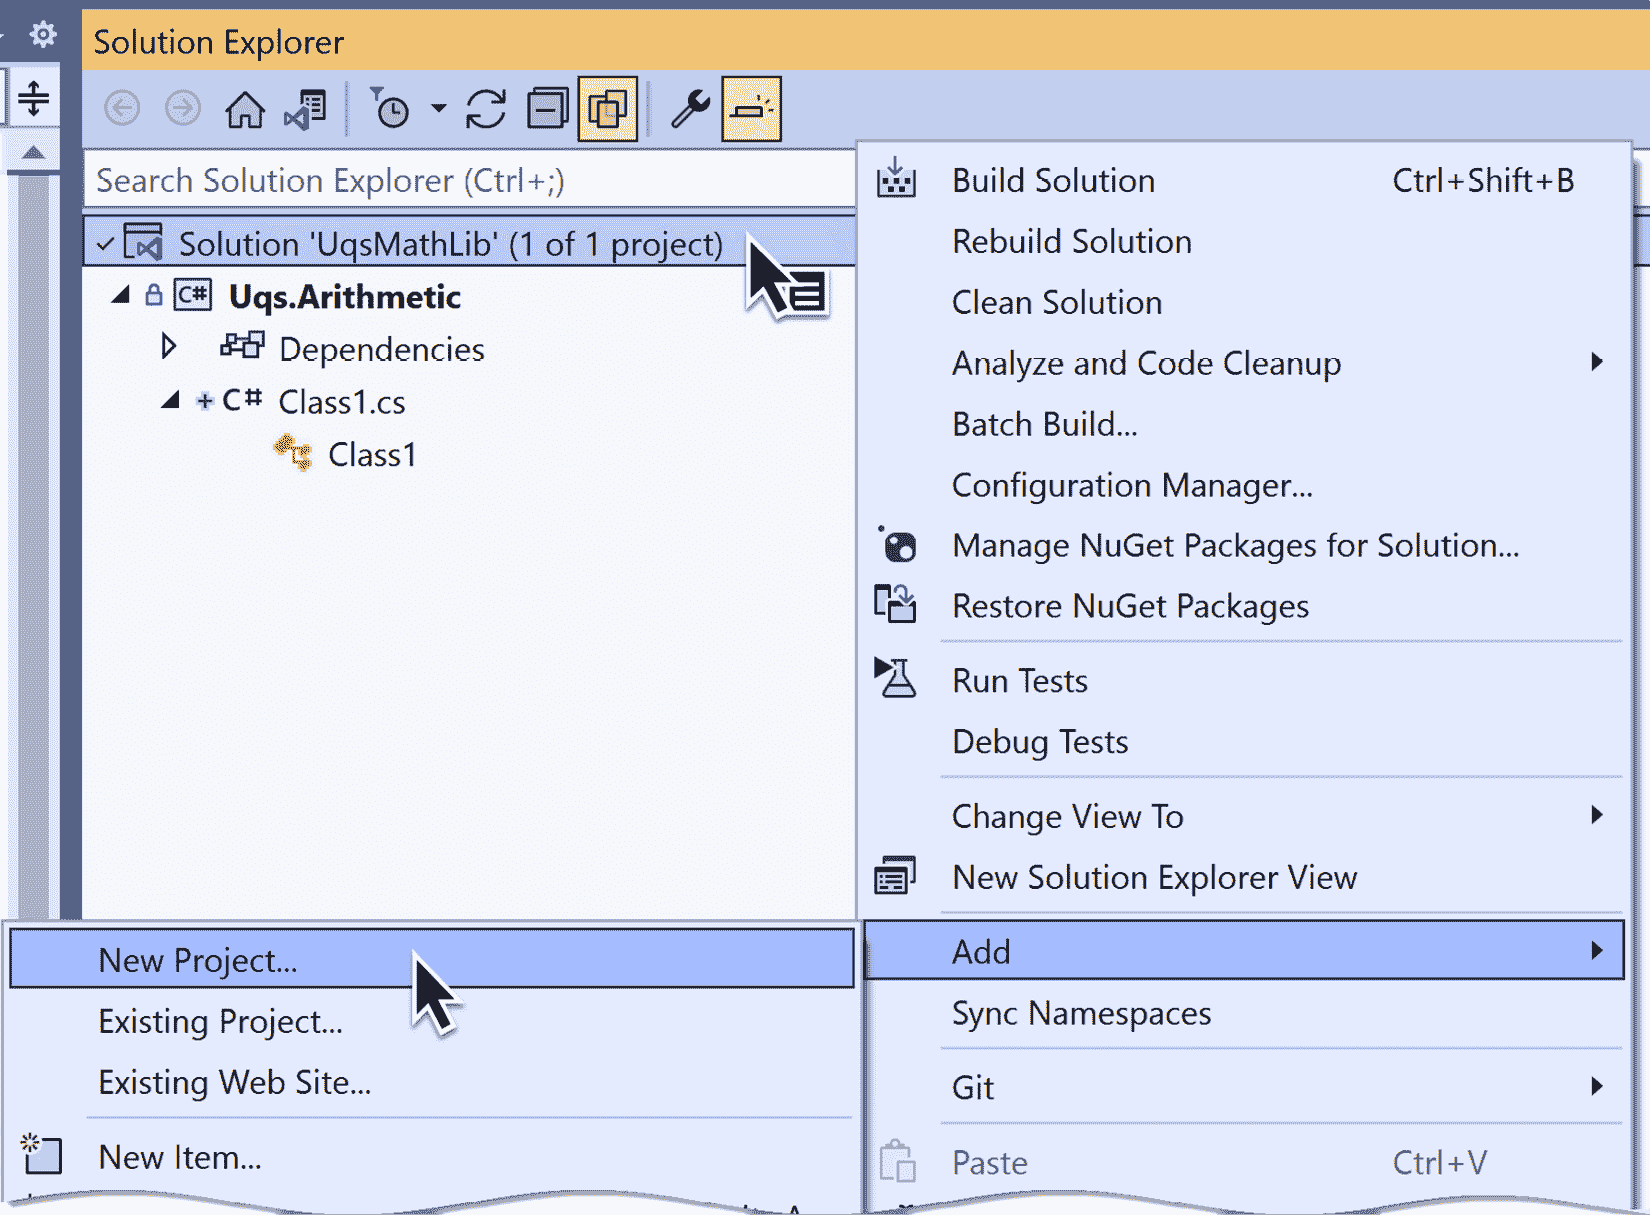 Solution Explorer
Search Solution Explorer (Ctrl+;)
Solution 'UqsMathLib' (1 of 1 project)
C# Uqs.Arithmetic
Dependencies
C# Class1.cs
Class1
Build Solution Ctrl+Shift+B
Rebuild Solution
Clean Solution
Analyze and Code Cleanup
Batch Build...
Configuration Manager...
Manage NuGet Packages for Solution...
Restore NuGet Packages
Run Tests
Debug Tests
Change View To
New Solution Explorer View
Add
Sync Namespaces
Git
Paste Ctrl+V
New Project...
Existing Project...
Existing Web Site...
New Item...